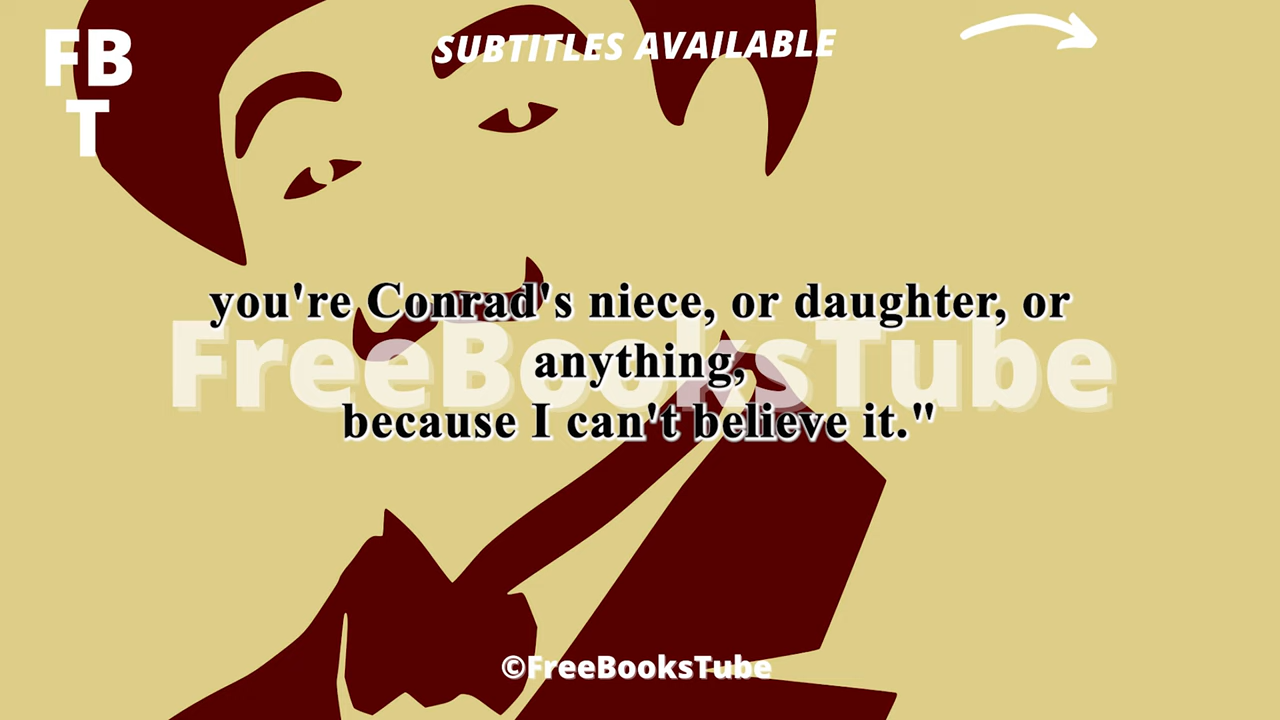 FB
T
SUBTITLES AVAILABLE
you're Conrad's niece, or daughter, or
anything,
because I can't believe it."
FreeBooksTube
©FreeBooksTube